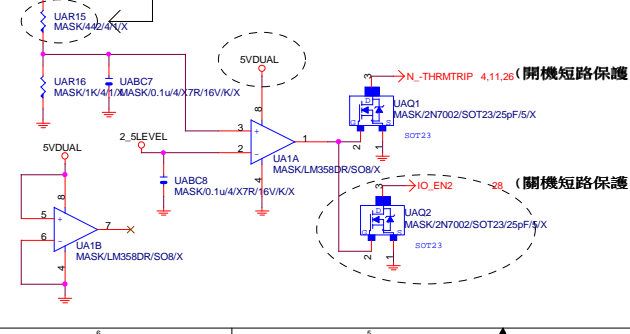 UAR15
MASK/442/4/1/X
5VDUAL
UAR16
MASK/1K/4/1/X
UABC7
MASK/0.1u/4/X7R/16V/K/X
3
N_-THRMTRIP 4,11,26 (開機短路保護
D
G S
UAQ1
MASK/2N7002/SOT23/25pF/5/X
SOT23
2 1
8
3 +
2 -
1
4
UA1A
MASK/LM358DR/SO8/X
2_5LEVEL
UABC8
MASK/0.1u/4/X7R/16V/K/X
5VDUAL
8
5 +
6 -
7
4
UA1B
MASK/LM358DR/SO8/X
3
IO_EN2 28 (關機短路保護
D
G S
UAQ2
MASK/2N7002/SOT23/25pF/5/X
SOT23
2 1
6 5